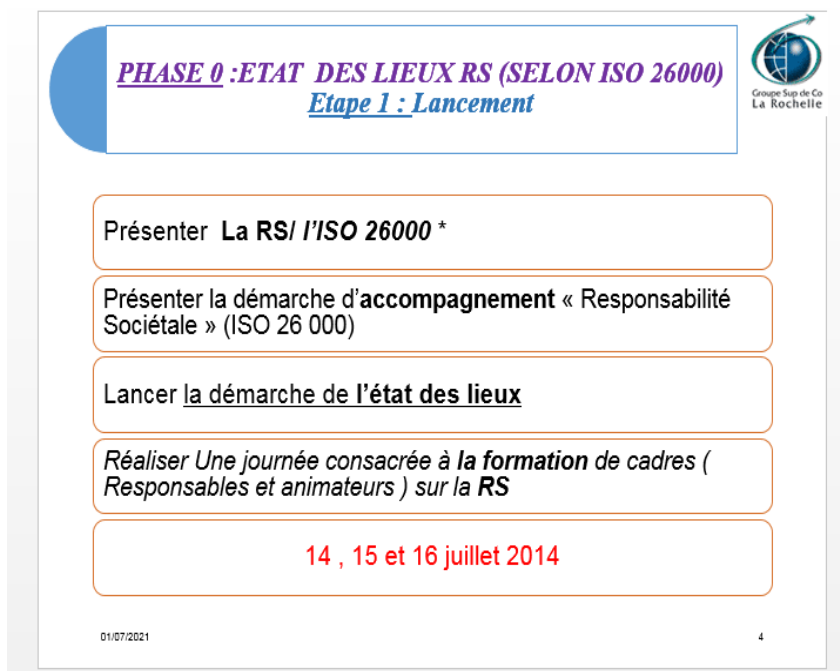 PHASE 0 :ETAT DES LIEUX RS (SELON ISO 26000)
Etape 1 : Lancement
Groupe Sup de Co
La Rochelle
Présenter La RS/ l'ISO 26000 *
Présenter la démarche d'accompagnement « Responsabilité
Sociétale » (ISO 26 000)
Lancer la démarche de l'état des lieux
Réaliser Une journée consacrée à la formation de cadres (
Responsables et animateurs ) sur la RS
14 , 15 et 16 juillet 2014
01/07/2021
4